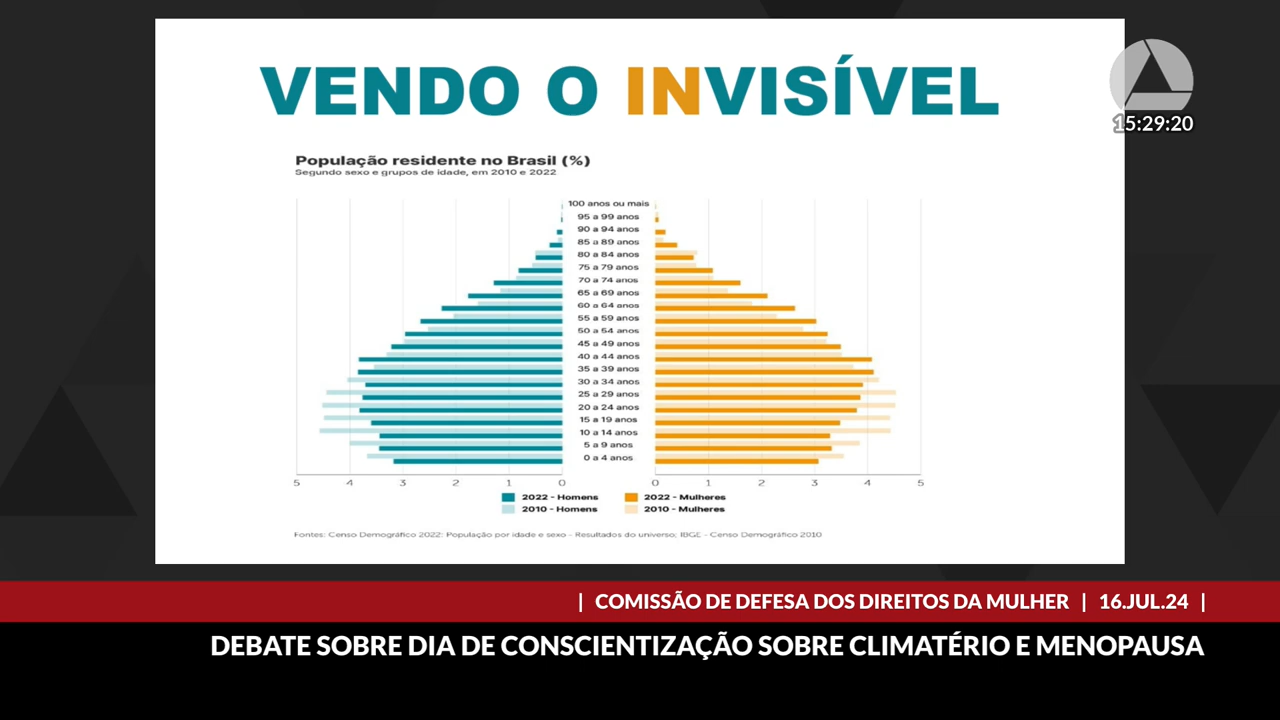 VENDO O INVISÍVEL
15:29:20
População residente no Brasil (%)
Segundo sexo e grupos de idade, em 2010 e 2022
100 anos ou mais
95 a 99 anos
90 a 94 anos
85 a 89 anos
80 a 84 anos
75 a 79 anos
70 a 74 anos
65 a 69 anos
60 a 64 anos
55 a 59 anos
50 a 54 anos
45 a 49 anos
40 a 44 anos
35 a 39 anos
30 a 34 anos
25 a 29 anos
20 a 24 anos
15 a 19 anos
10 a 14 anos
5 a 9 anos
0 a 4 anos
5 4 3 2 1 0 0 1 2 3 4 5
2022 - Homens 2022 - Mulheres
2010 - Homens 2010 - Mulheres
Fontes: Censo Demográfico 2022: População por idade e sexo - Resultados do universo; IBGE - Censo Demográfico 2010
| COMISSÃO DE DEFESA DOS DIREITOS DA MULHER | 16.JUL.24 |
DEBATE SOBRE DIA DE CONSCIENTIZAÇÃO SOBRE CLIMATÉRIO E MENOPAUSA